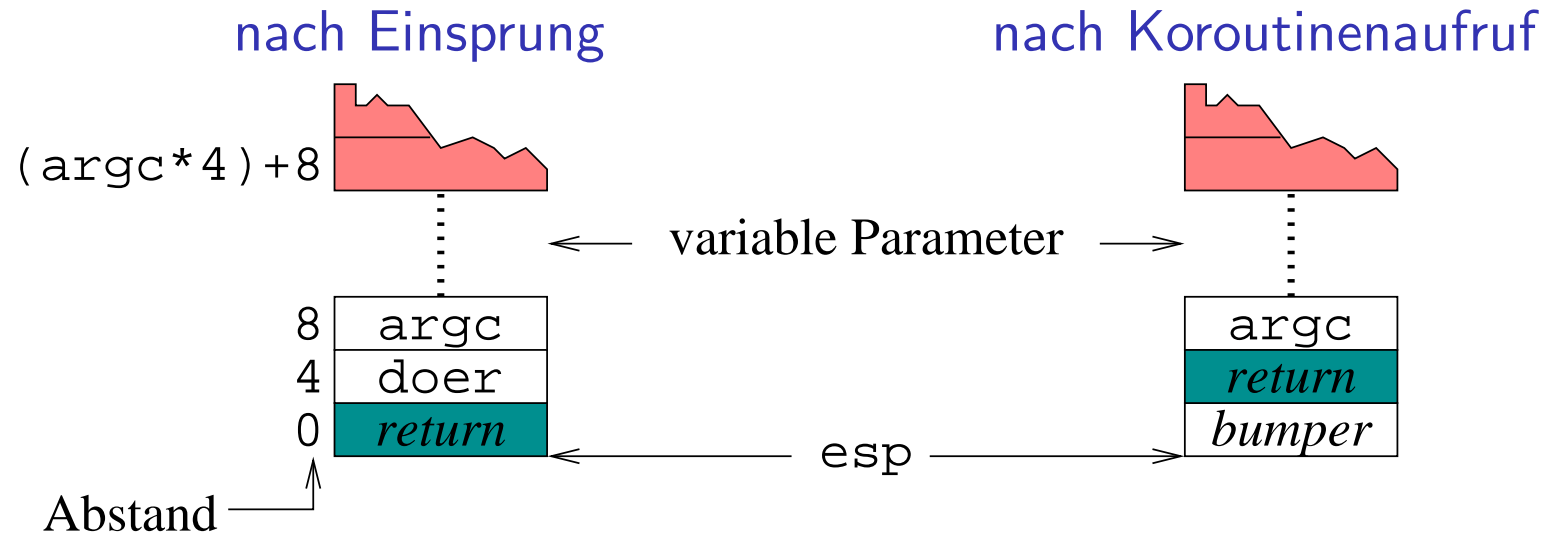 nach Einsprung
nach Koroutinenaufruf
(argc*4)+8
variable Parameter
8
argc
argc
4
doer
return
0
return
bumper
esp
Abstand